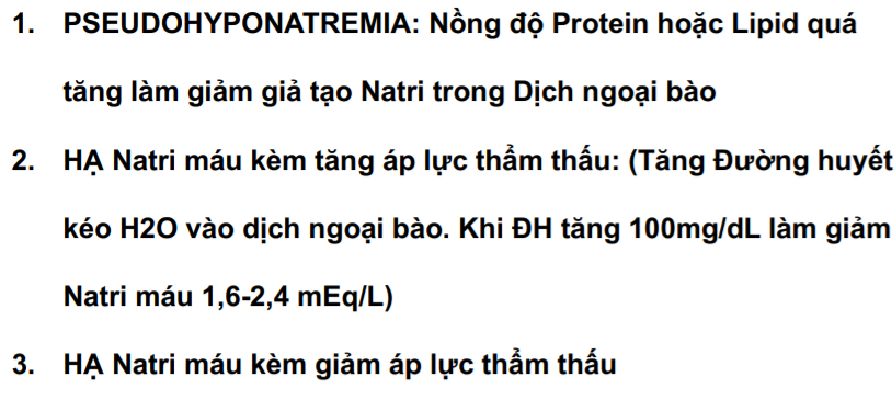 1. PSEUDOHYPONATREMIA: Nồng độ Protein hoặc Lipid quá
tăng làm giảm giả tạo Natri trong Dịch ngoại bào
2. HẠ Natri máu kèm tăng áp lực thẩm thấu: (Tăng Đường huyết
kéo H2O vào dịch ngoại bào. Khi ĐH tăng 100mg/dL làm giảm
Natri máu 1,6-2,4 mEq/L)
3. HẠ Natri máu kèm giảm áp lực thẩm thấu